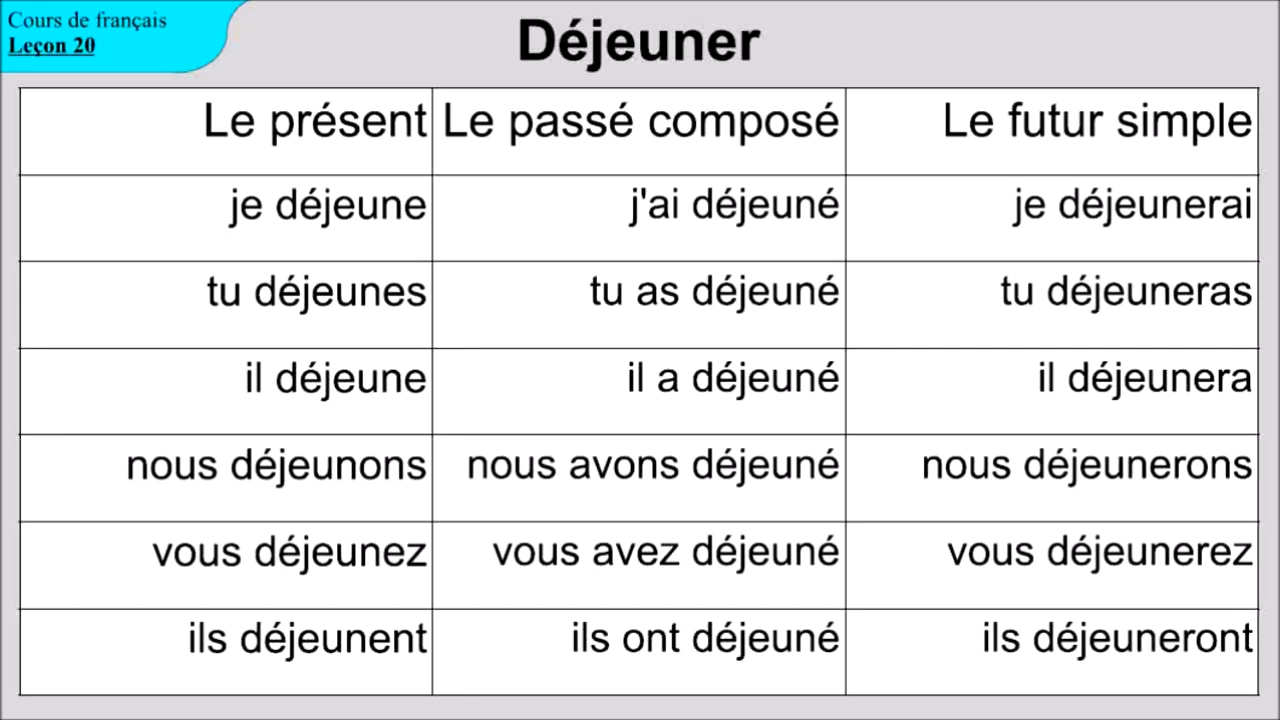 Cours de français
Leçon 20
Déjeuner
Le présent Le passé composé Le futur simple
je déjeune j'ai déjeuné je déjeunerai
tu déjeunes tu as déjeuné tu déjeuneras
il déjeune il a déjeuné il déjeunera
nous déjeunons nous avons déjeuné nous déjeunerons
vous déjeunez vous avez déjeuné vous déjeunerez
ils déjeunent ils ont déjeuné ils déjeuneront